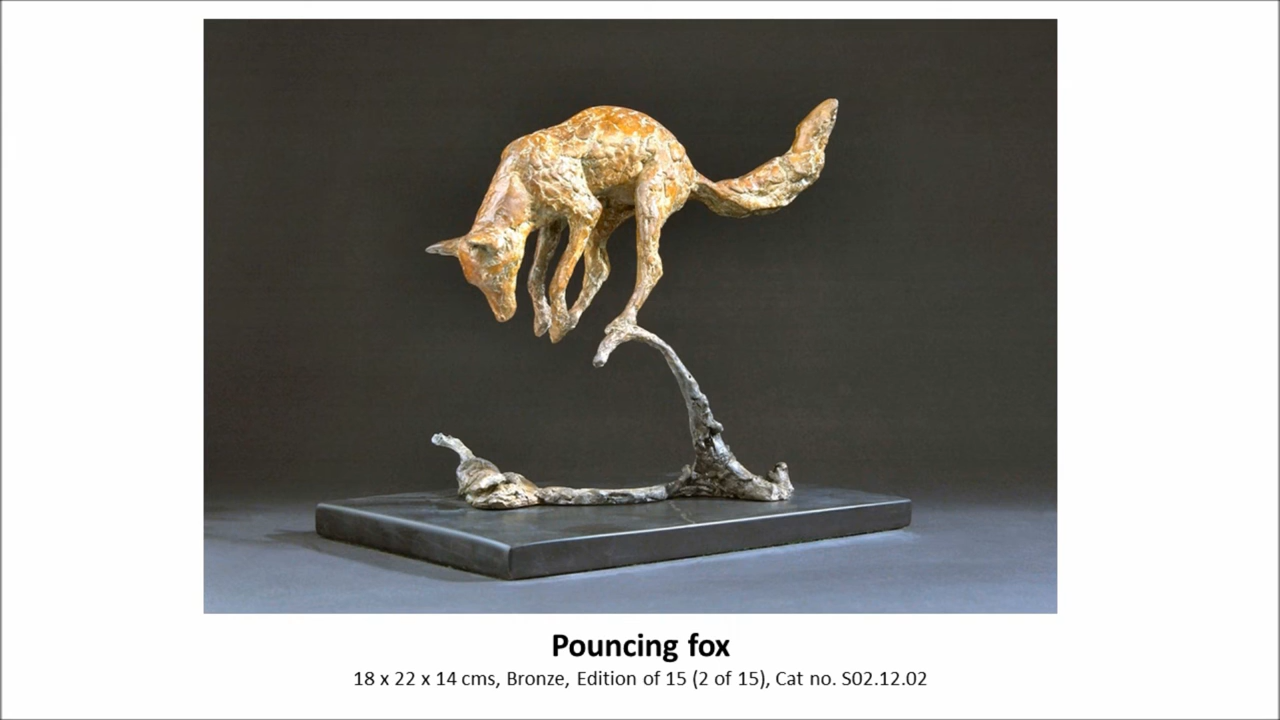 Pouncing fox
18 x 22 x 14 cms, Bronze, Edition of 15 (2 of 15), Cat no. S02.12.02